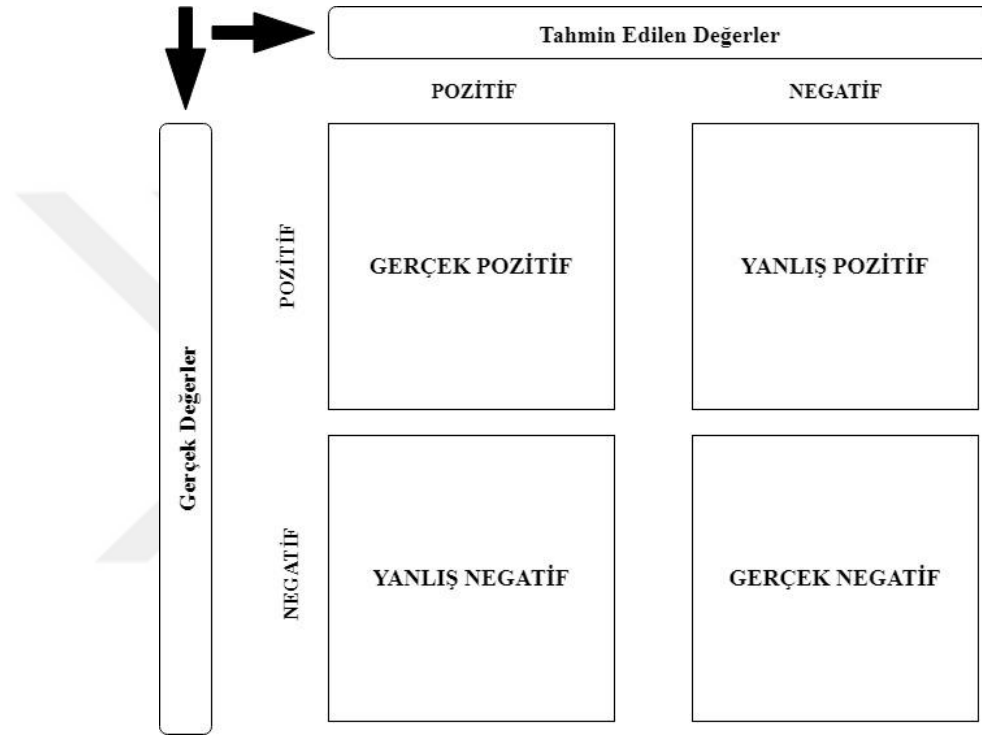 Tahmin Edilen Değerler
POZİTİF
NEGATİF
Gerçek Değerler
POZİTİF
GERÇEK POZİTİF
YANLIŞ POZİTİF
NEGATİF
YANLIŞ NEGATİF
GERÇEK NEGATİF